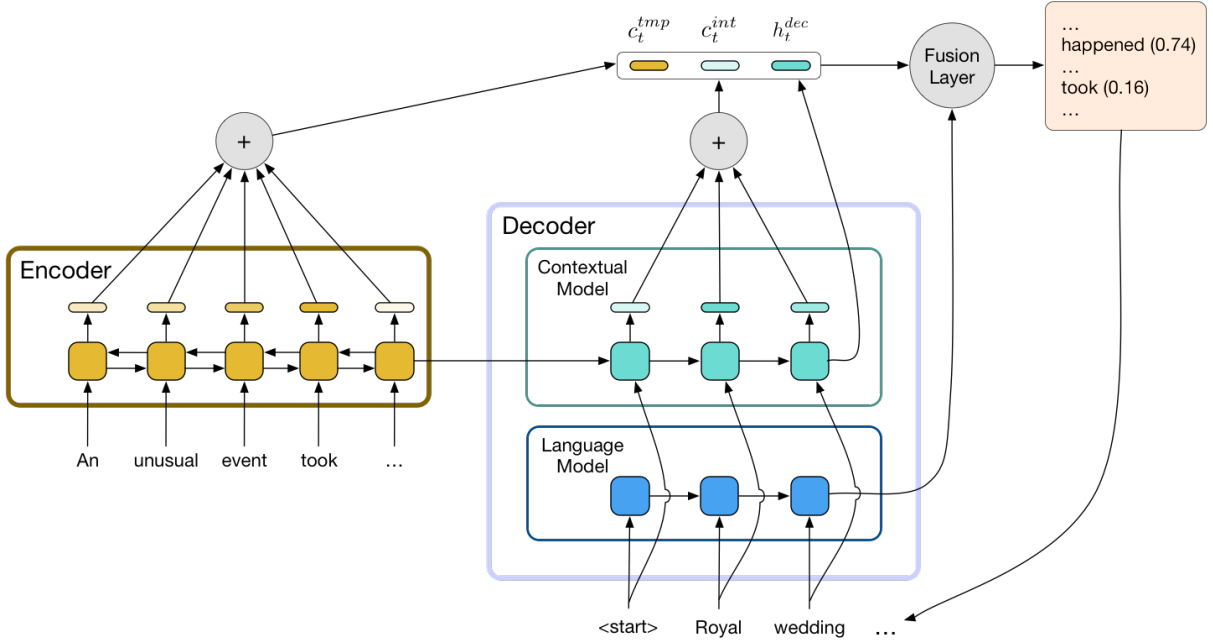 c_t^{tmp} c_t^{int} h_t^{dec}
Fusion
Layer
...
happened (0.74)
...
took (0.16)
...
+
+
Decoder
Encoder
Contextual
Model
Language
Model
An unusual event took ...
<start> Royal wedding ...